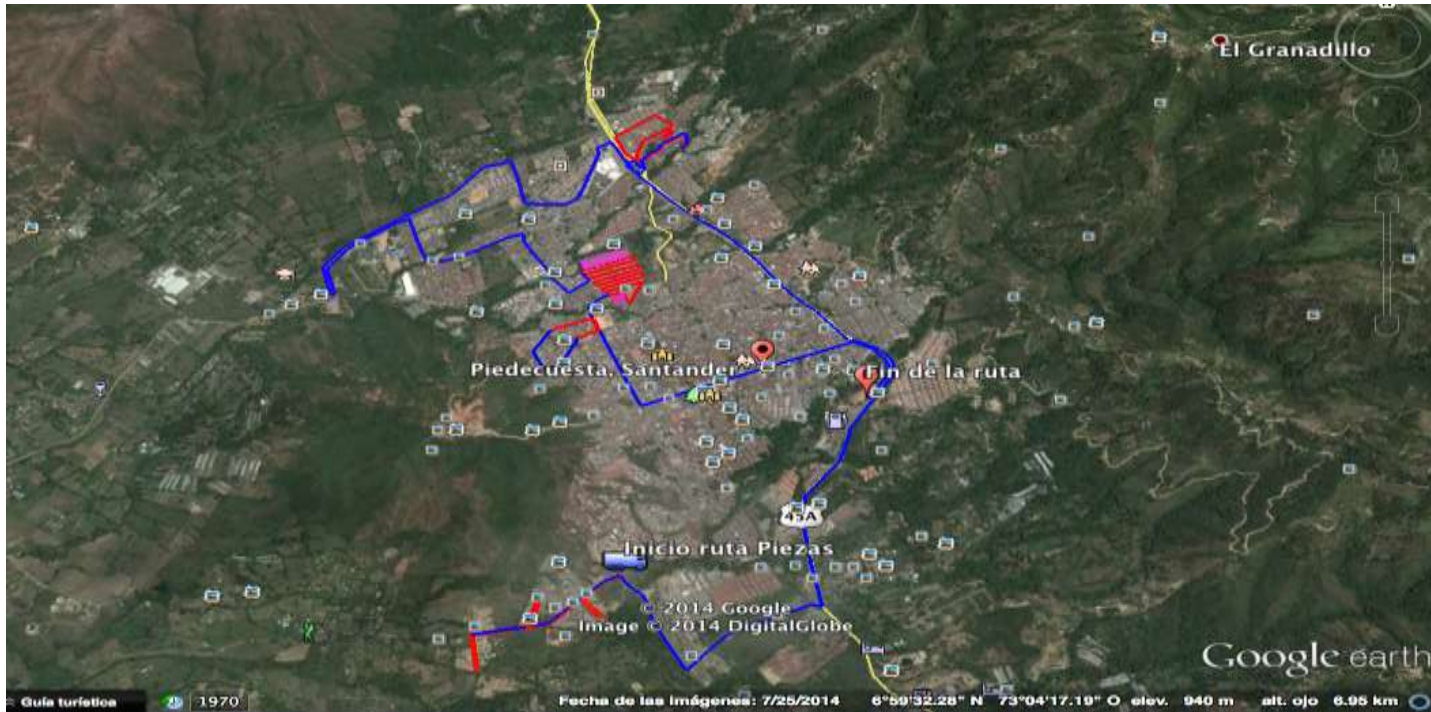 El Granadillo
Piedecuesta, Santander
Fin de la ruta
45A
Inicio ruta Piezas
© 2014 Google
Image © 2014 DigitalGlobe
Google earth
Guía turística
1970
Fecha de las imágenes: 7/25/2014 6°59'32.28" N 73°04'17.19" O elev. 940 m alt. ojo 6.95 km